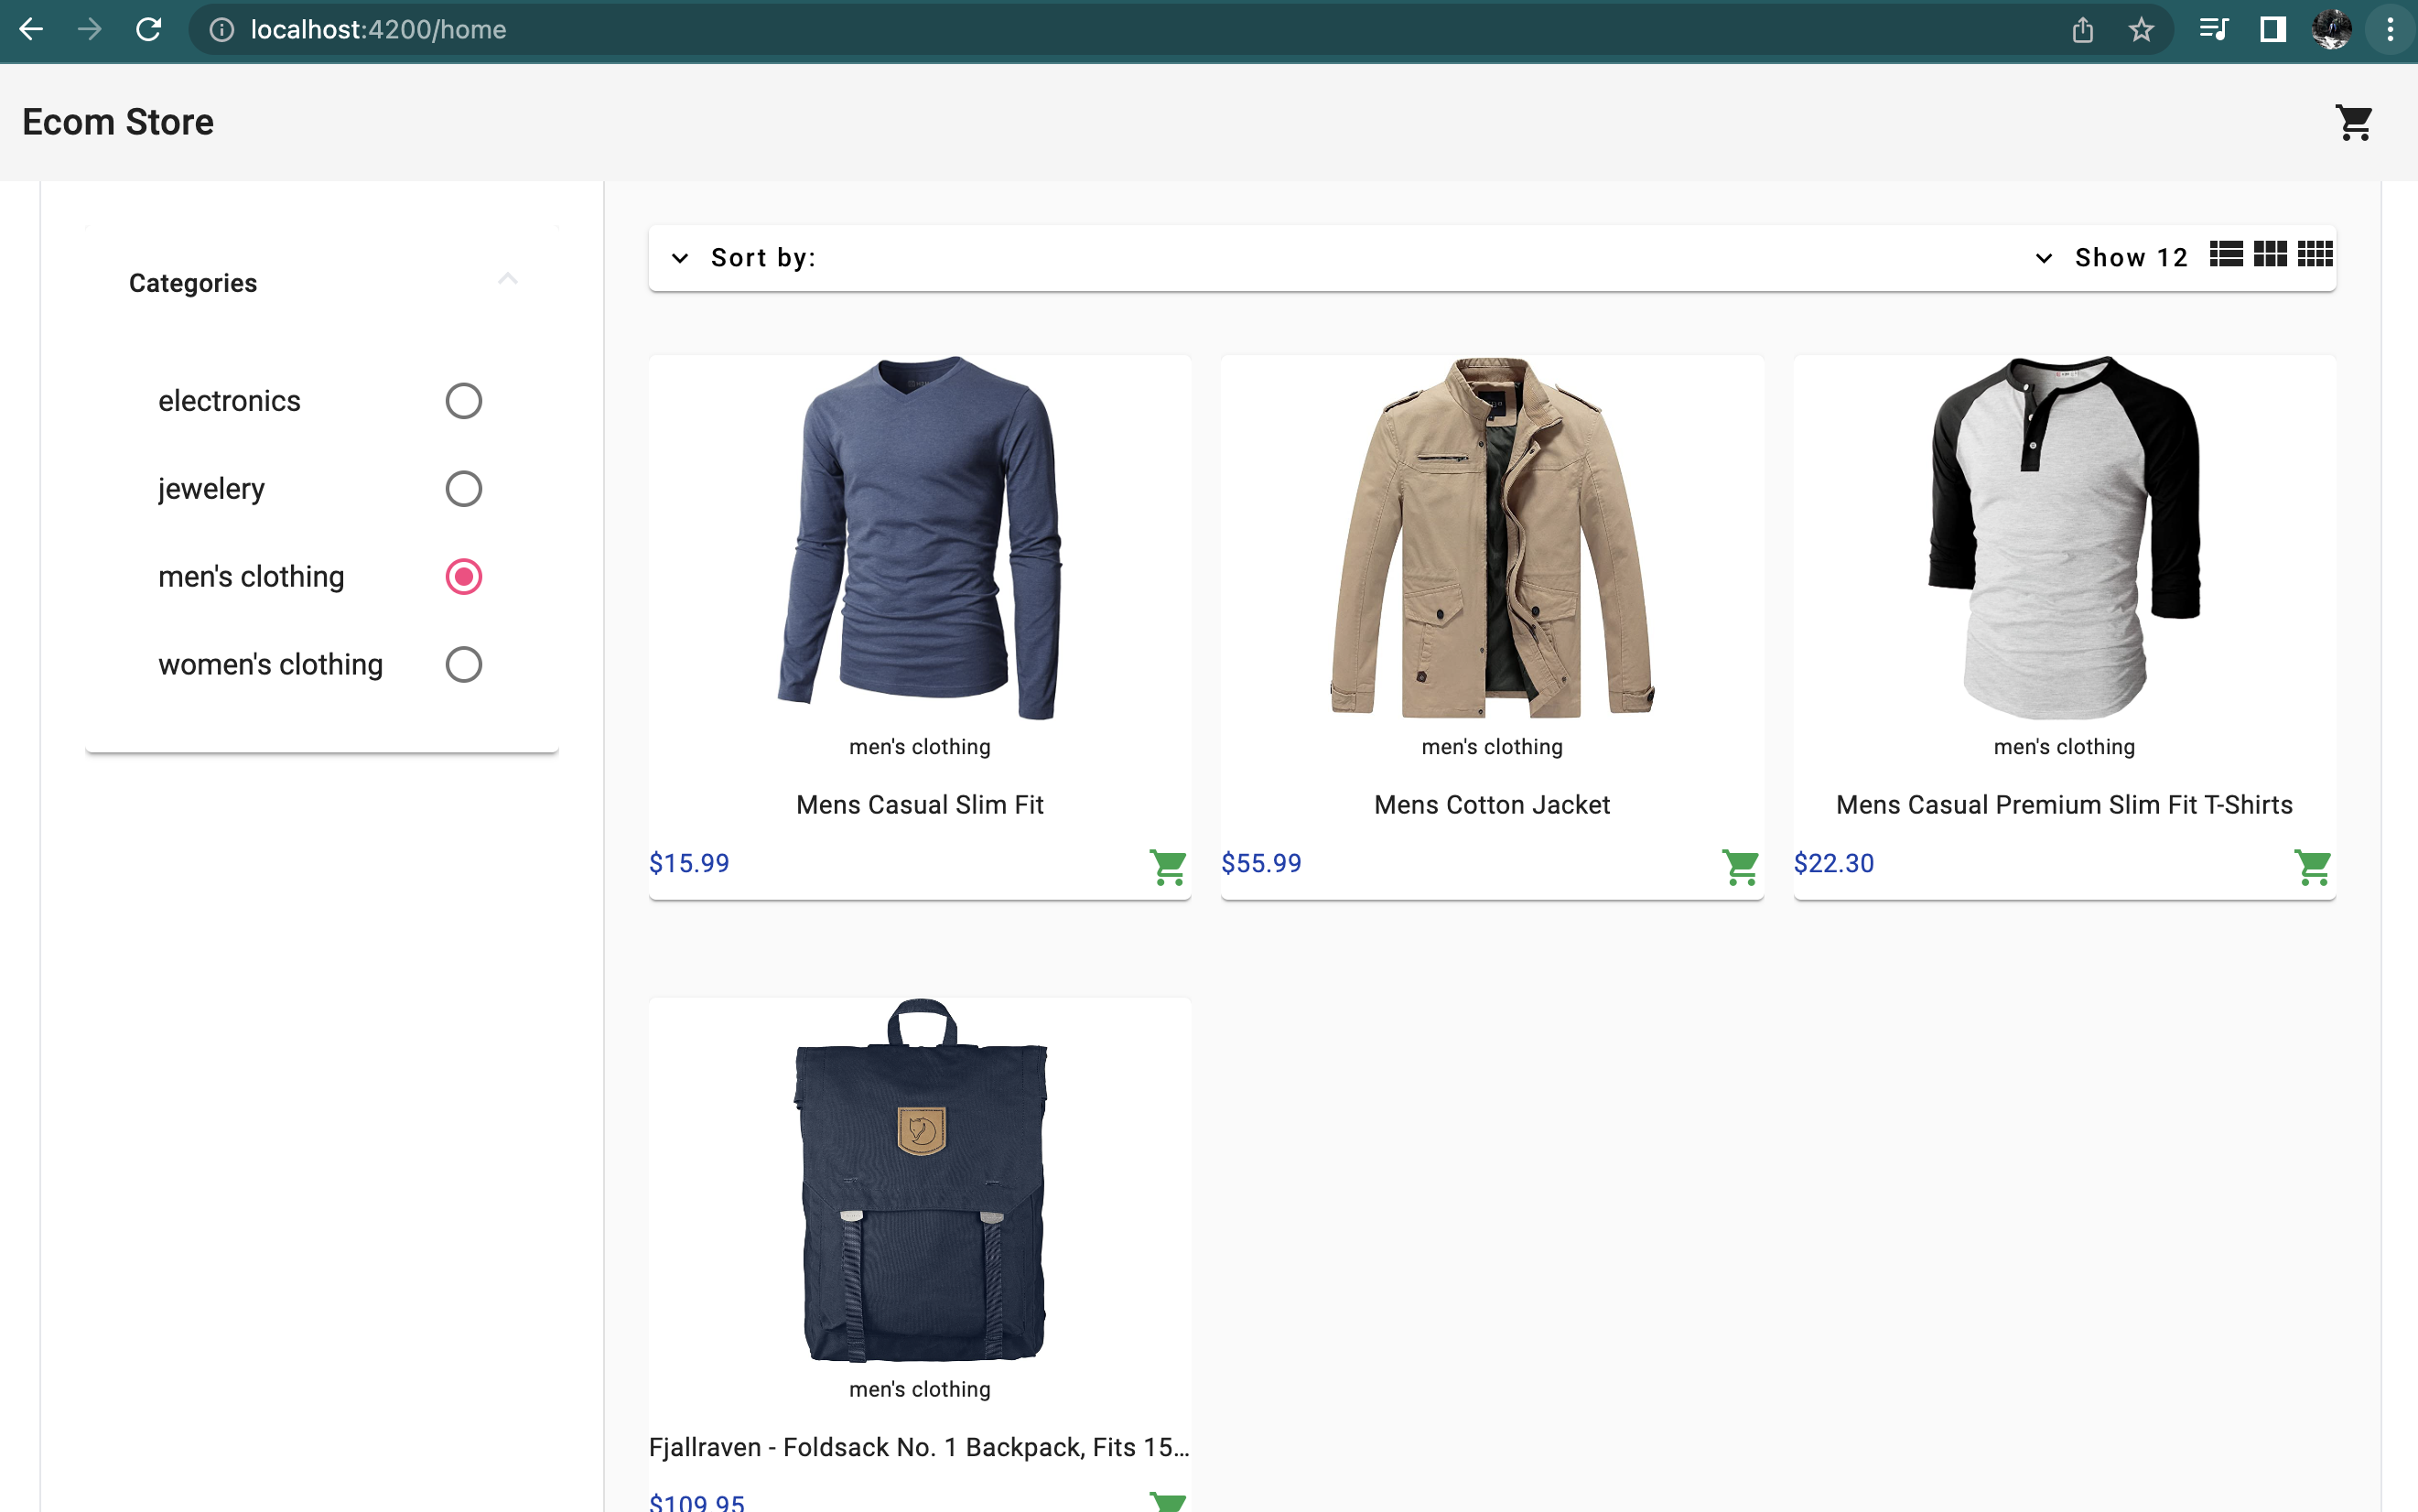 localhost:4200/home
Ecom Store
Categories
electronics
jewelery
men's clothing
women's clothing
Sort by:
Show 12
men's clothing
Mens Casual Slim Fit
$15.99
men's clothing
Mens Cotton Jacket
$55.99
men's clothing
Mens Casual Premium Slim Fit T-Shirts
$22.30
men's clothing
Fjallraven - Foldsack No. 1 Backpack, Fits 15...
$109.95